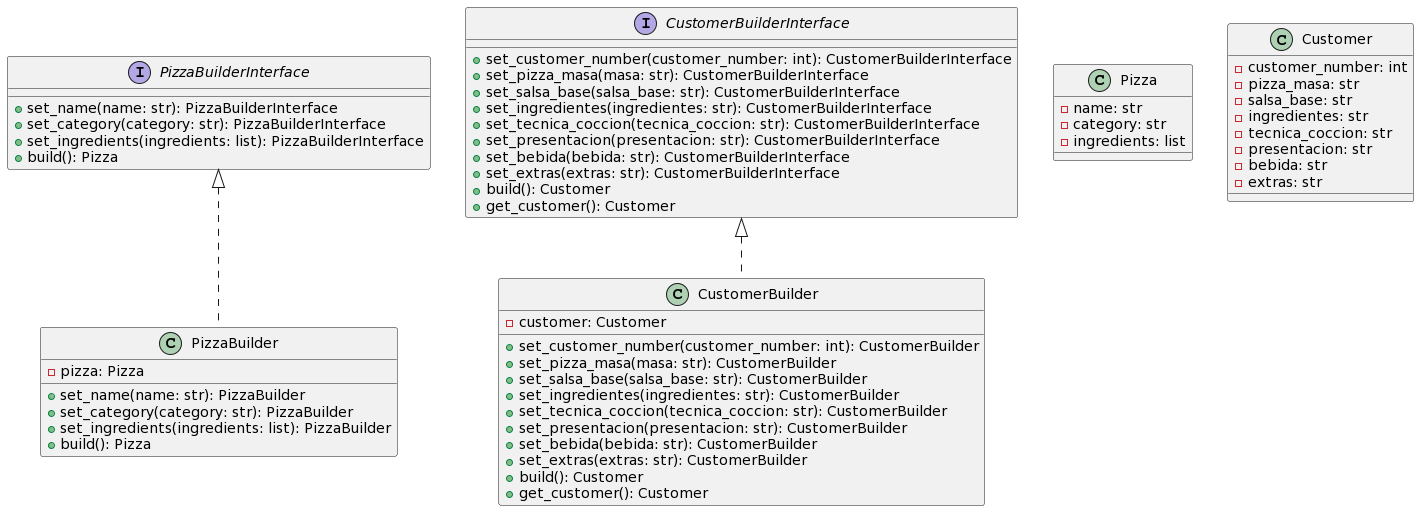 I PizzaBuilderInterface
set_name(name: str): PizzaBuilderInterface
set_category(category: str): PizzaBuilderInterface
set_ingredients(ingredients: list): PizzaBuilderInterface
build(): Pizza
I CustomerBuilderInterface
set_customer_number(customer_number: int): CustomerBuilderInterface
set_pizza_masa(masa: str): CustomerBuilderInterface
set_salsa_base(salsa_base: str): CustomerBuilderInterface
set_ingredientes(ingredientes: str): CustomerBuilderInterface
set_tecnica_coccion(tecnica_coccion: str): CustomerBuilderInterface
set_presentacion(presentacion: str): CustomerBuilderInterface
set_bebida(bebida: str): CustomerBuilderInterface
set_extras(extras: str): CustomerBuilderInterface
build(): Customer
get_customer(): Customer
C Pizza
name: str
category: str
ingredients: list
C Customer
customer_number: int
pizza_masa: str
salsa_base: str
ingredientes: str
tecnica_coccion: str
presentacion: str
bebida: str
extras: str
C PizzaBuilder
pizza: Pizza
set_name(name: str): PizzaBuilder
set_category(category: str): PizzaBuilder
set_ingredients(ingredients: list): PizzaBuilder
build(): Pizza
C CustomerBuilder
customer: Customer
set_customer_number(customer_number: int): CustomerBuilder
set_pizza_masa(masa: str): CustomerBuilder
set_salsa_base(salsa_base: str): CustomerBuilder
set_ingredientes(ingredientes: str): CustomerBuilder
set_tecnica_coccion(tecnica_coccion: str): CustomerBuilder
set_presentacion(presentacion: str): CustomerBuilder
set_bebida(bebida: str): CustomerBuilder
set_extras(extras: str): CustomerBuilder
build(): Customer
get_customer(): Customer